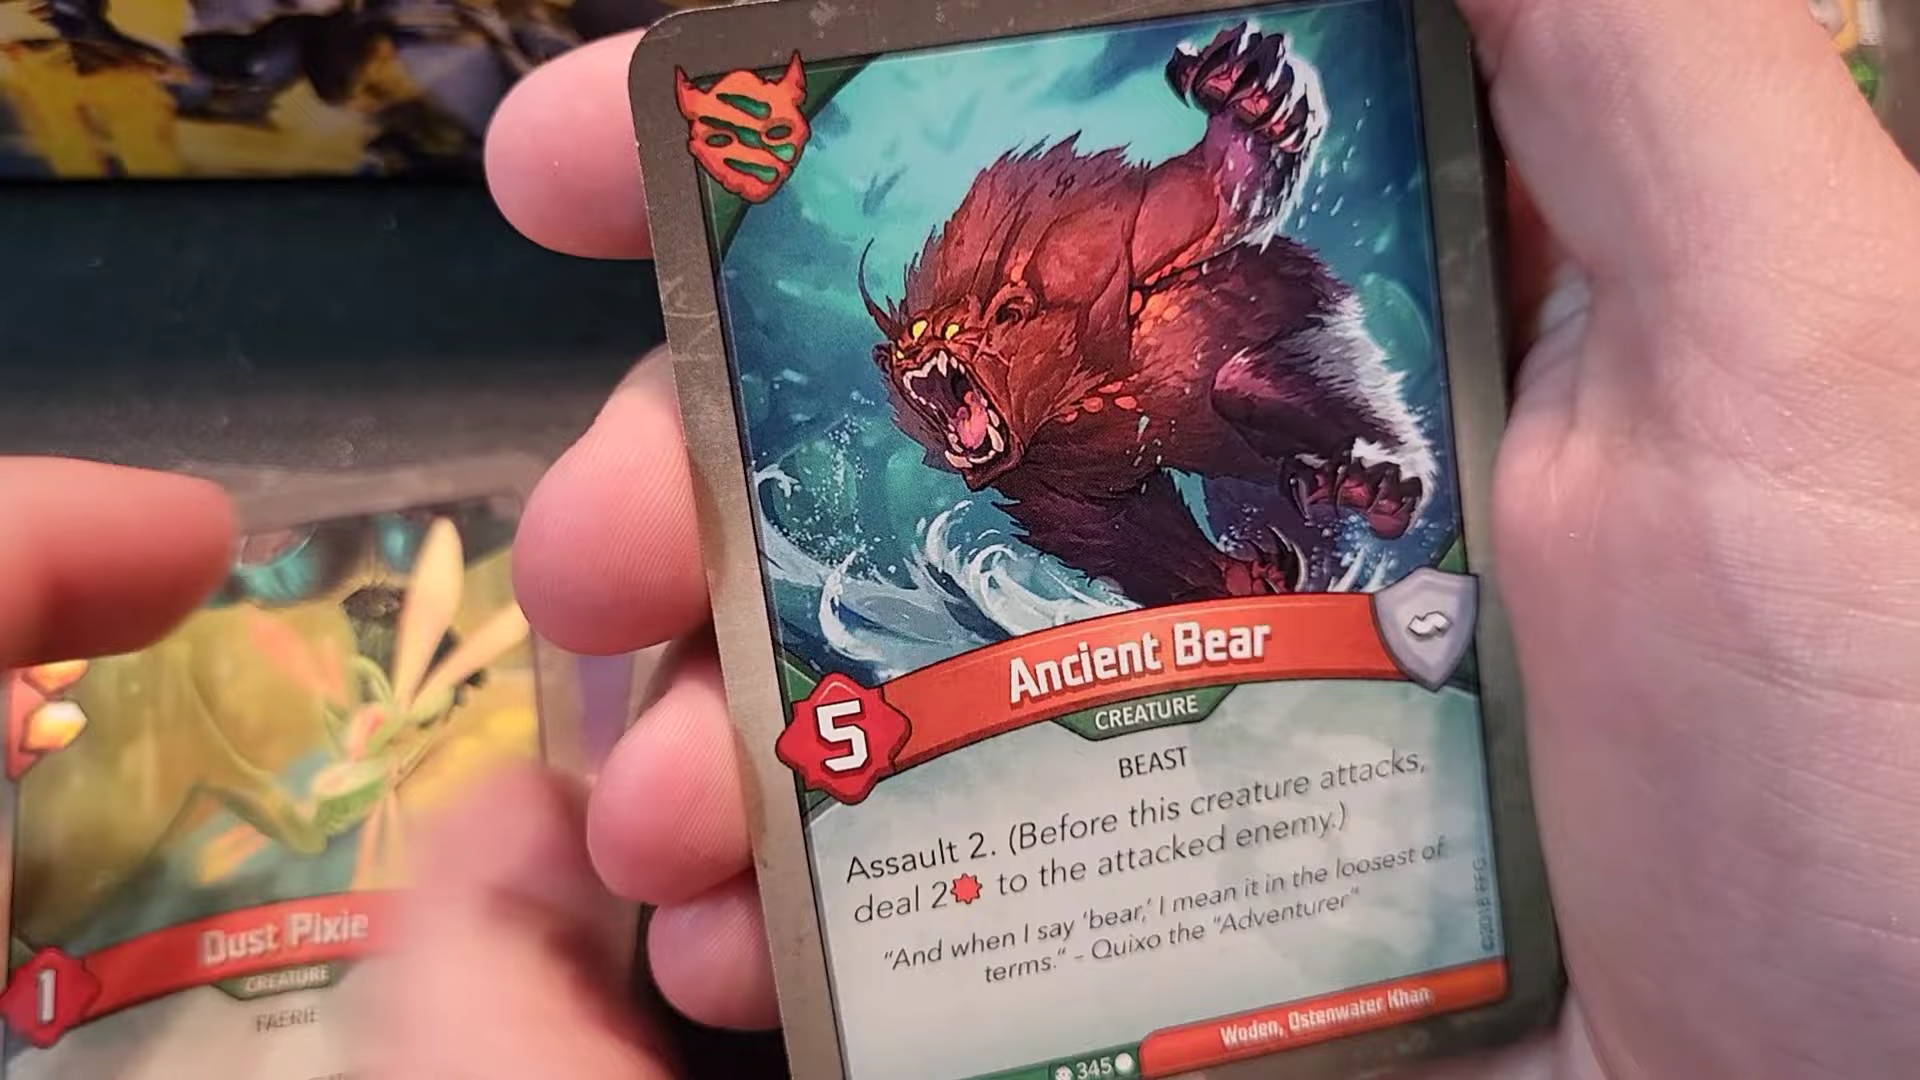 Ancient Bear
5
CREATURE
BEAST
Assault 2. (Before this creature attacks,
deal 2 to the attacked enemy.)
"And when I say 'bear,' I mean it in the loosest of
terms." – Quixo the "Adventurer"
©2018 FFG
Woden, Ostenwater Khan
345
Dust Pixie
1
CREATURE
FAERIE